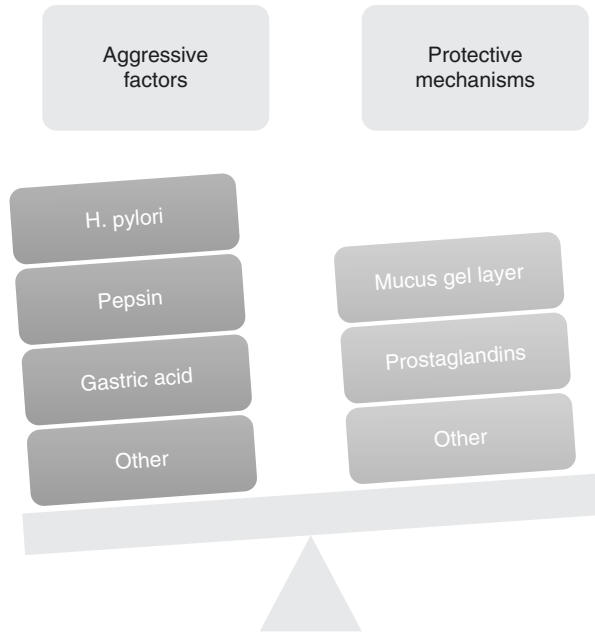 Aggressive
factors
Protective
mechanisms
H. pylori
Pepsin
Gastric acid
Other
Mucus gel layer
Prostaglandins
Other